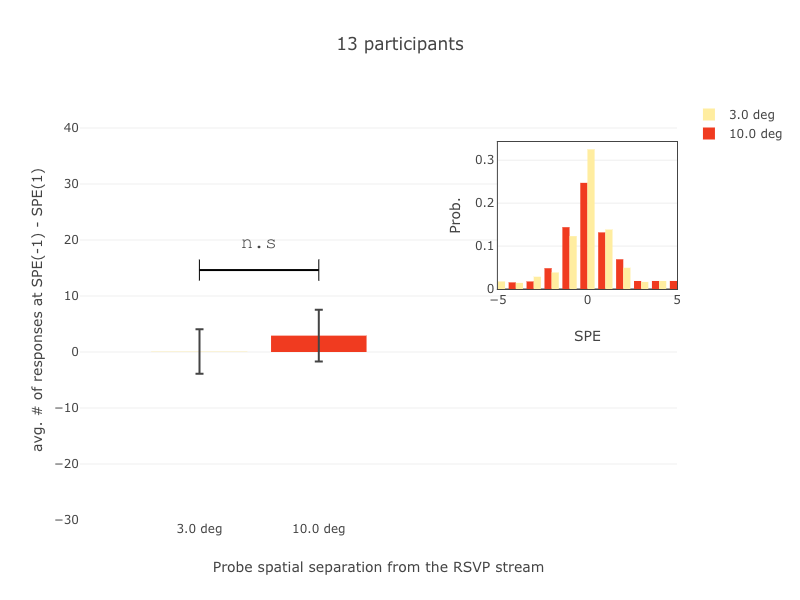 13 participants
3.0 deg
10.0 deg
avg. # of responses at SPE(-1) - SPE(1)
40
30
20
10
0
−10
−20
−30
n.s
Prob.
0.3
0.2
0.1
0
−5
0
5
SPE
3.0 deg
10.0 deg
Probe spatial separation from the RSVP stream